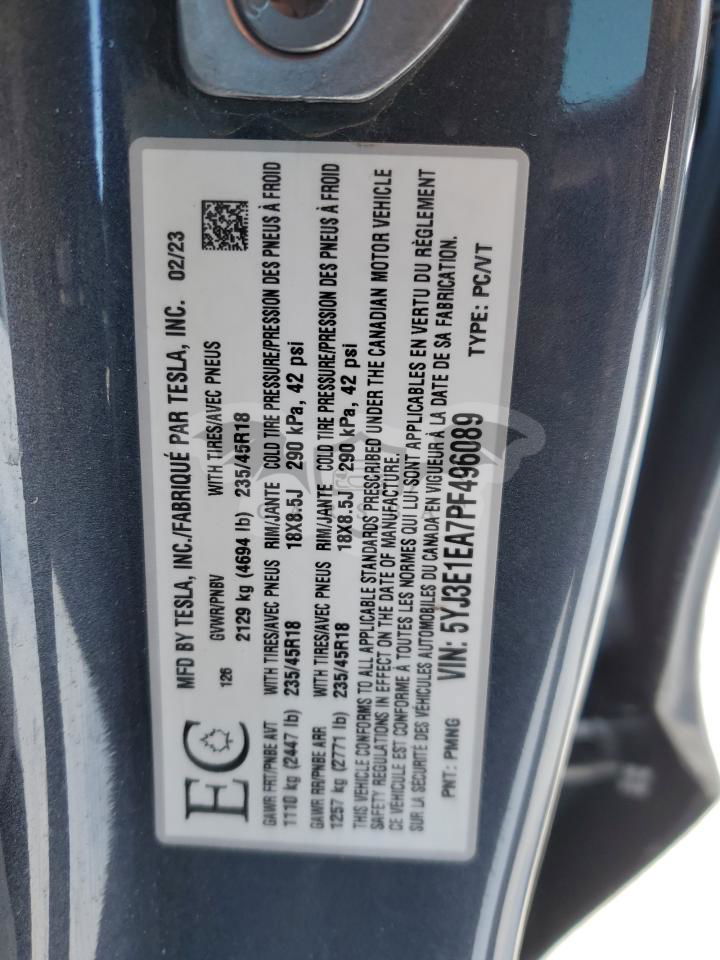 MFD BY TESLA, INC./FABRIQUÉ PAR TESLA, INC. 02/23
EC
126
GVWR/PNBV WITH TIRES/AVEC PNEUS
2129 kg (4694 lb) 235/45R18
GAWR FRT/PNBE AVT WITH TIRES/AVEC PNEUS RIM/JANTE COLD TIRE PRESSURE/PRESSION DES PNEUS À FROID
1110 kg (2447 lb) 235/45R18 18X8.5J 290 kPa, 42 psi
GAWR RR/PNBE ARR WITH TIRES/AVEC PNEUS RIM/JANTE COLD TIRE PRESSURE/PRESSION DES PNEUS À FROID
1257 kg (2771 lb) 235/45R18 18X8.5J 290 kPa, 42 psi
THIS VEHICLE CONFORMS TO ALL APPLICABLE STANDARDS PRESCRIBED UNDER THE CANADIAN MOTOR VEHICLE
SAFETY REGULATIONS IN EFFECT ON THE DATE OF MANUFACTURE.
CE VÉHICULE EST CONFORME À TOUTES LES NORMES QUI LUI SONT APPLICABLES EN VERTU DU RÈGLEMENT
SUR LA SÉCURITÉ DES VÉHICULES AUTOMOBILES DU CANADA EN VIGUEUR À LA DATE DE SA FABRICATION.
PNT: PMNG VIN: 5YJ3E1EA7PF496089 TYPE: PC/VT